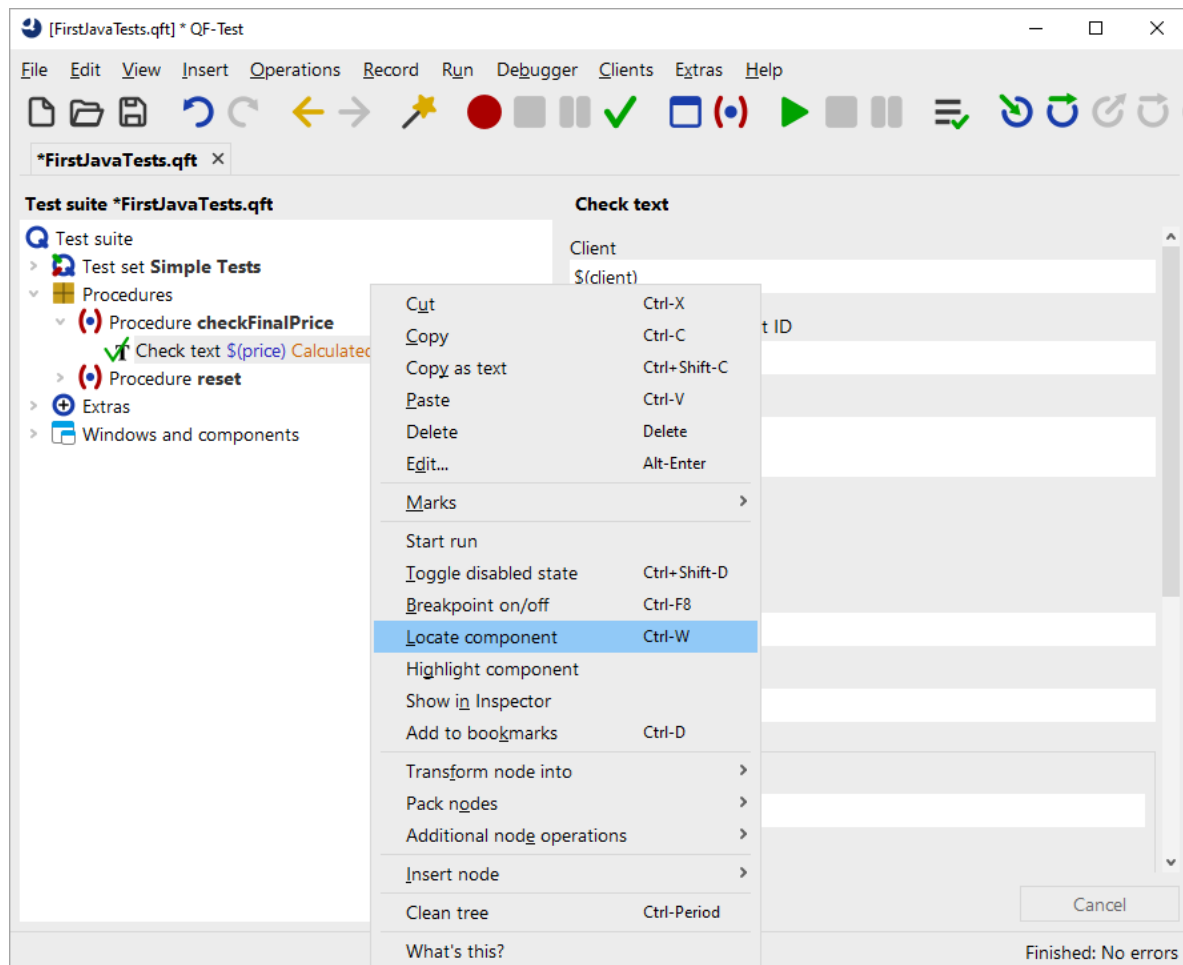 [FirstJavaTests.qft] * QF-Test
File Edit View Insert Operations Record Run Debugger Clients Extras Help
*FirstJavaTests.qft
Test suite *FirstJavaTests.qft
Test suite
Test set Simple Tests
Procedures
Procedure checkFinalPrice
Check text $(price) Calculated
Procedure reset
Extras
Windows and components
Cut Ctrl-X
Copy Ctrl-C
Copy as text Ctrl+Shift-C
Paste Ctrl-V
Delete Delete
Edit... Alt-Enter
Marks
Start run
Toggle disabled state Ctrl+Shift-D
Breakpoint on/off Ctrl-F8
Locate component Ctrl-W
Highlight component
Show in Inspector
Add to bookmarks Ctrl-D
Transform node into
Pack nodes
Additional node operations
Insert node
Clean tree Ctrl-Period
What's this?
Check text
Client
$(client)
t ID
Cancel
Finished: No errors